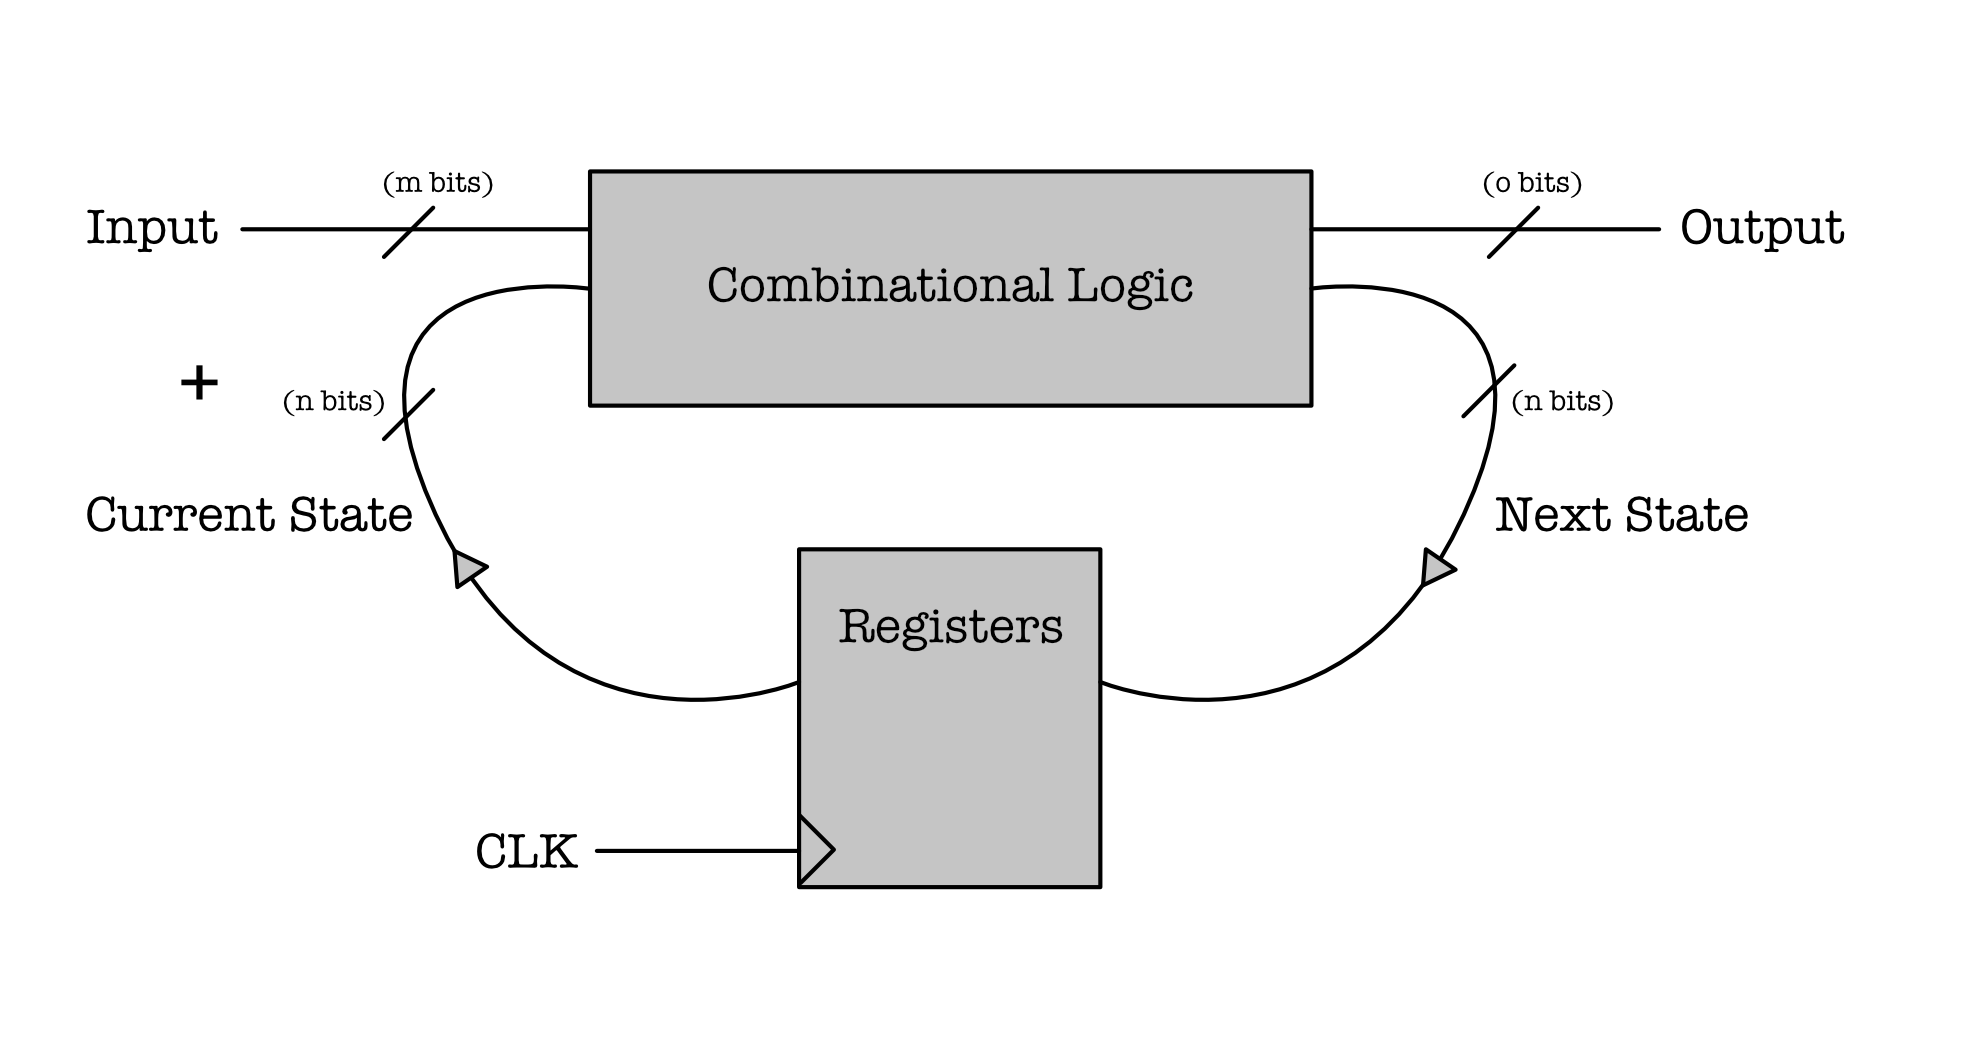 (m bits)
(o bits)
Input
Output
Combinational Logic
+
(n bits)
(n bits)
Current State
Next State
Registers
CLK